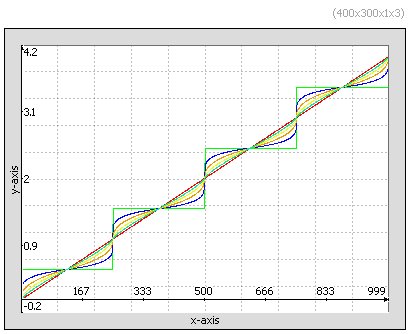 (400x300x1x3)
4.2
3.1
2
0.9
-0.2
y-axis
167 333 500 666 833 999
x-axis